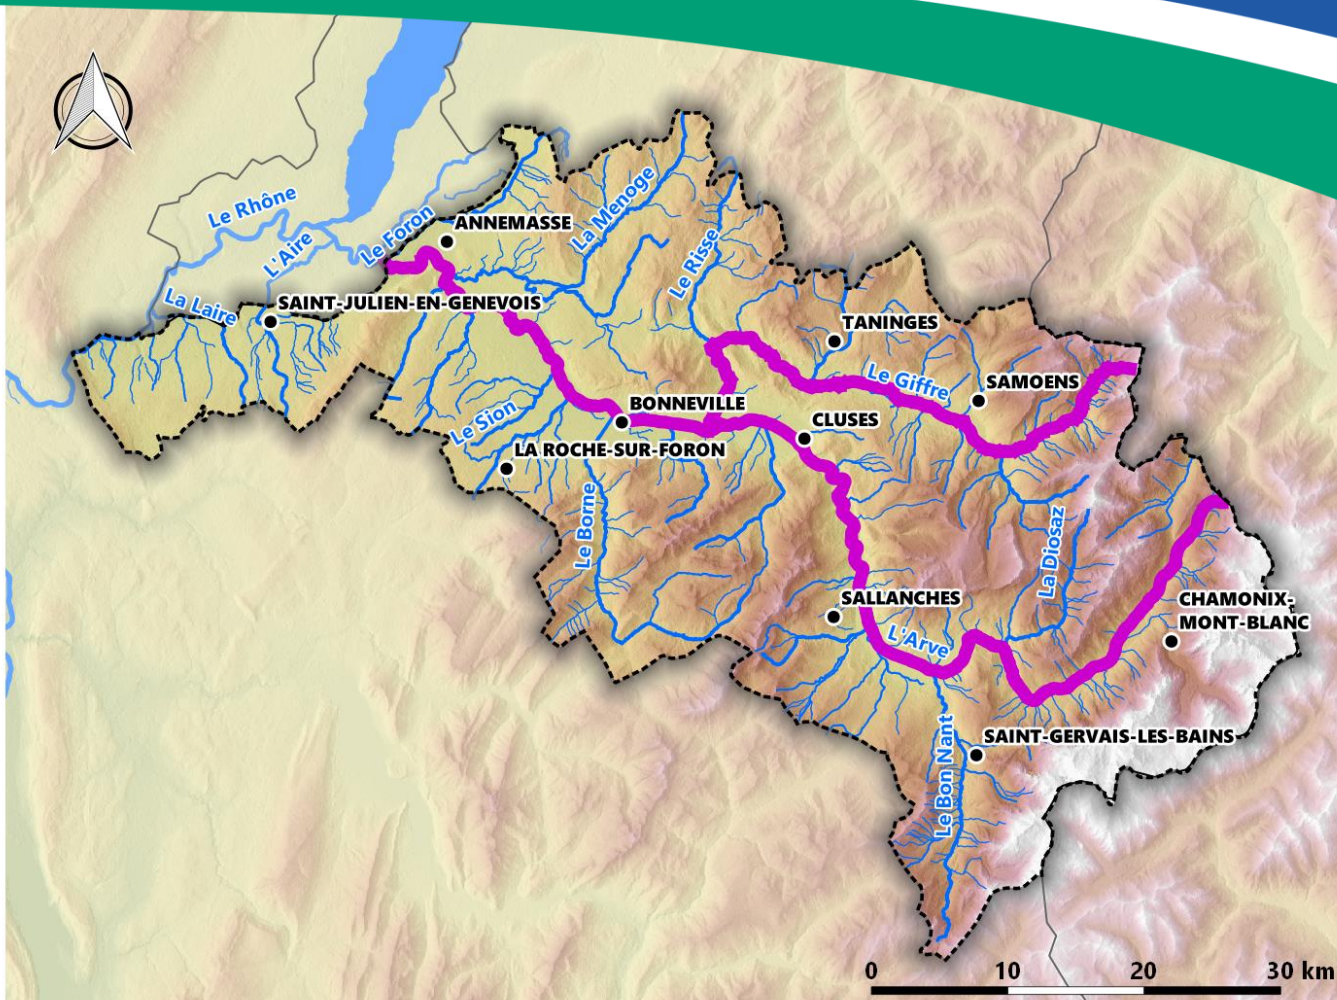 Le Rhône
L'Aire
Le Foron
ANNEMASSE
La Menoge
Le Risse
La Laire
SAINT-JULIEN-EN-GENEVOIS
TANINGES
Le Giffre
SAMOENS
BONNEVILLE
CLUSES
Le Sion
LA ROCHE-SUR-FORON
Le Borne
La Diosaz
SALLANCHES
CHAMONIX-
MONT-BLANC
L'Arve
SAINT-GERVAIS-LES-BAINS
Le Bon Nant
0 10 20 30 km